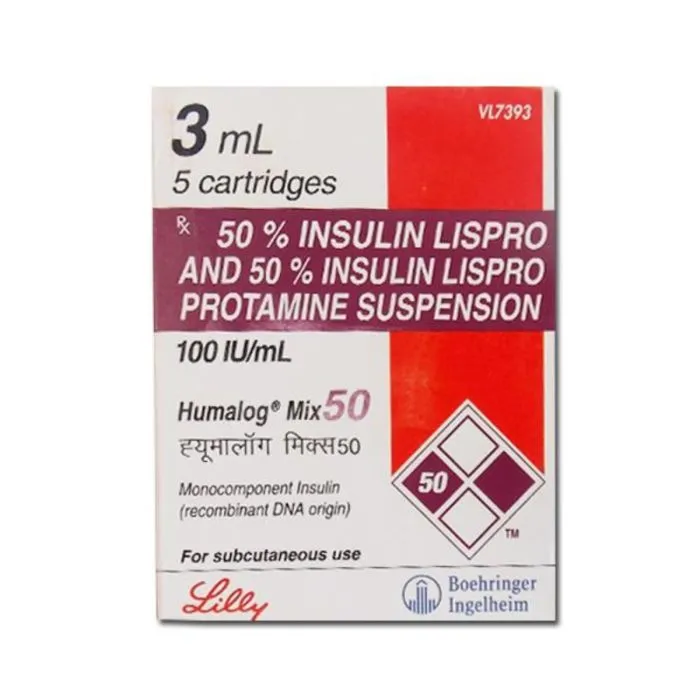 VL7393
3 mL
5 cartridges
Rx 50 % INSULIN LISPRO
AND 50 % INSULIN LISPRO
PROTAMINE SUSPENSION
100 IU/mL
Humalog® Mix50
ह्यूमालॉग मिक्स50
Monocomponent Insulin
(recombinant DNA origin)
50
TM
For subcutaneous use
Lilly
Boehringer
Ingelheim